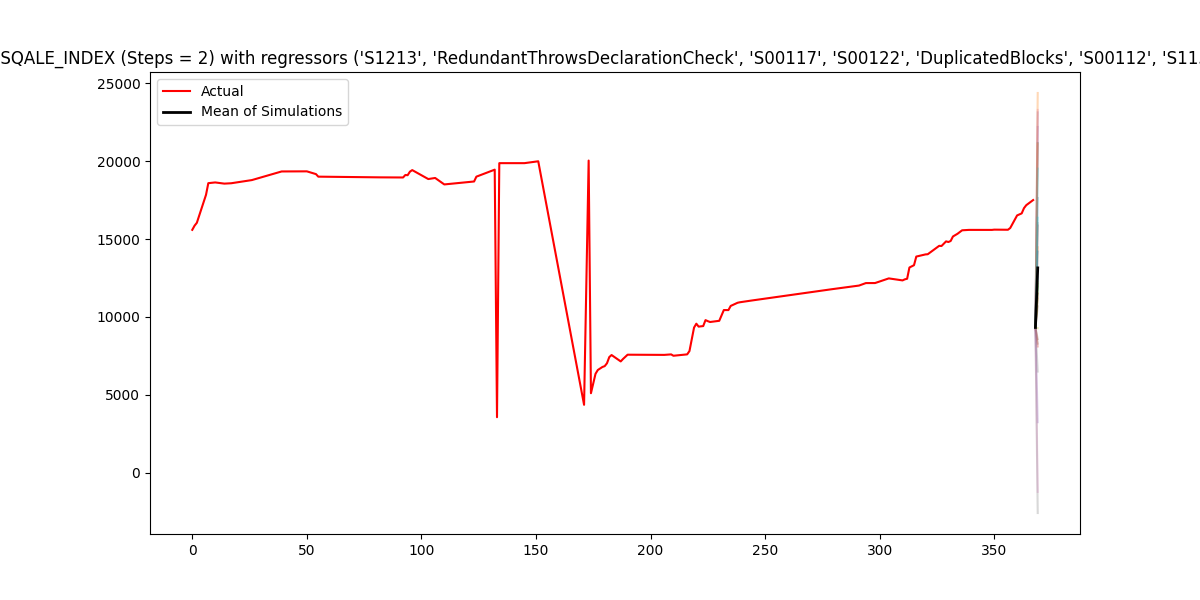 SQALE_INDEX (Steps = 2) with regressors ('S1213', 'RedundantThrowsDeclarationCheck', 'S00117', 'S00122', 'DuplicatedBlocks', 'S00112', 'S11
Actual
Mean of Simulations
25000
20000
15000
10000
5000
0
0 50 100 150 200 250 300 350